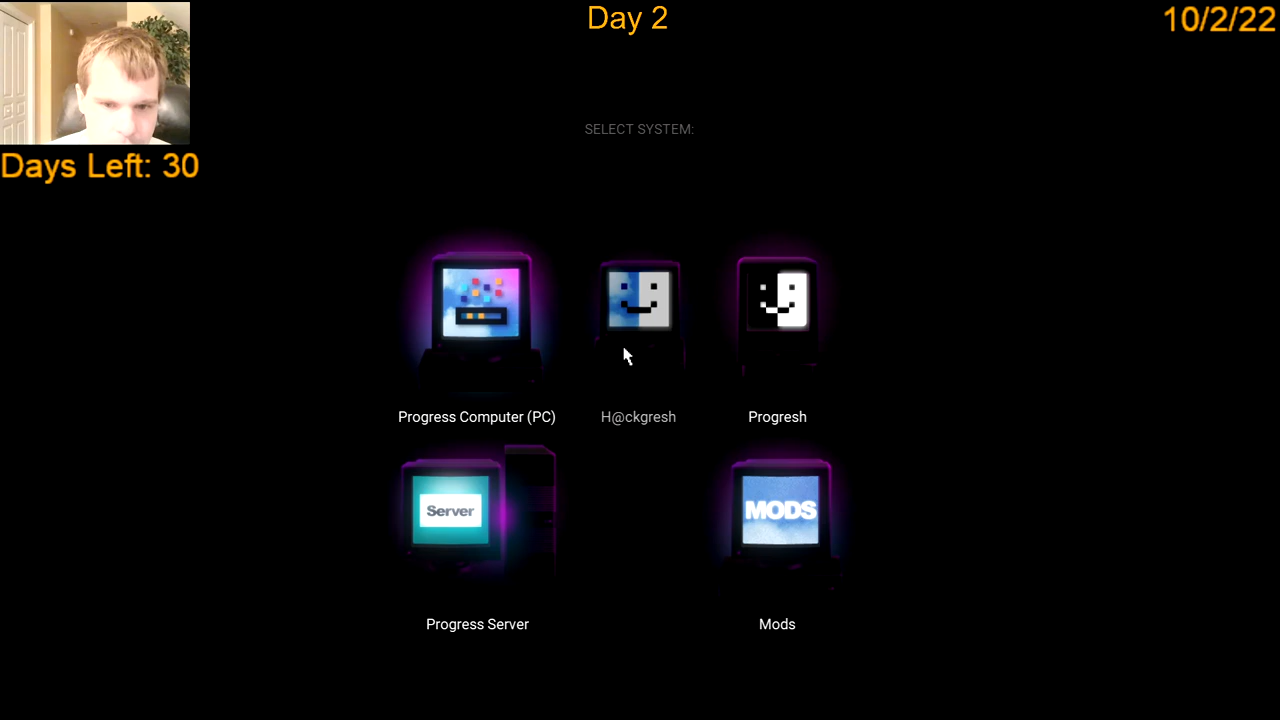 Day 2
10/2/22
Days Left: 30
SELECT SYSTEM:
Progress Computer (PC)
H@ckgresh
Progresh
Server
MODS
Progress Server
Mods